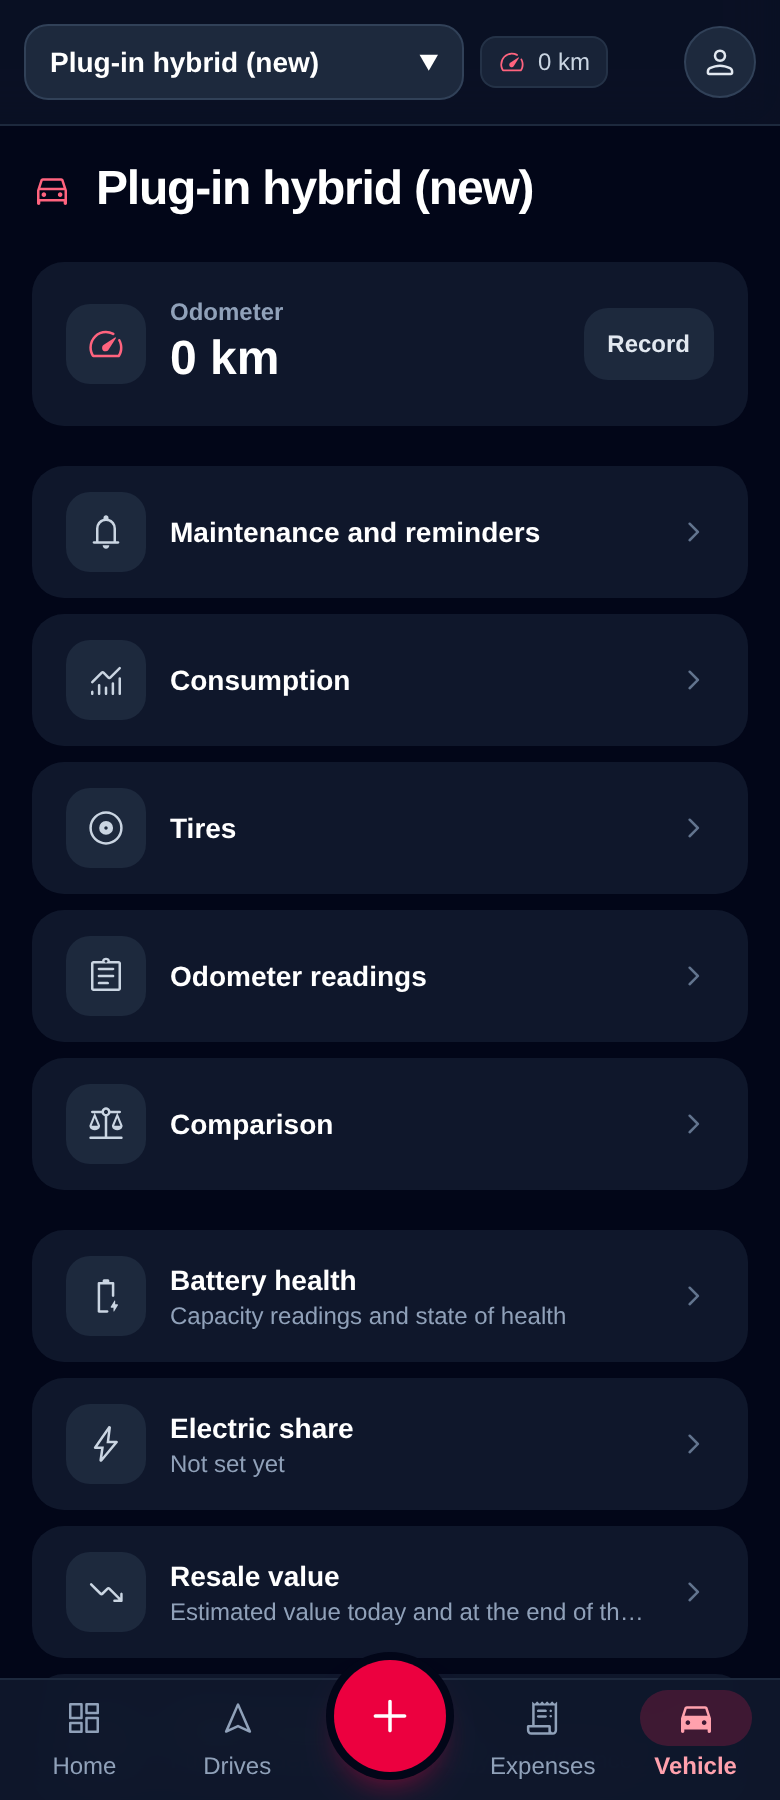 Plug-in hybrid (new)
0 km
Plug-in hybrid (new)
Odometer
0 km
Record
Maintenance and reminders
Consumption
Tires
Odometer readings
Comparison
Battery health
Capacity readings and state of health
Electric share
Not set yet
Resale value
Estimated value today and at the end of th…
Home
Drives
Expenses
Vehicle